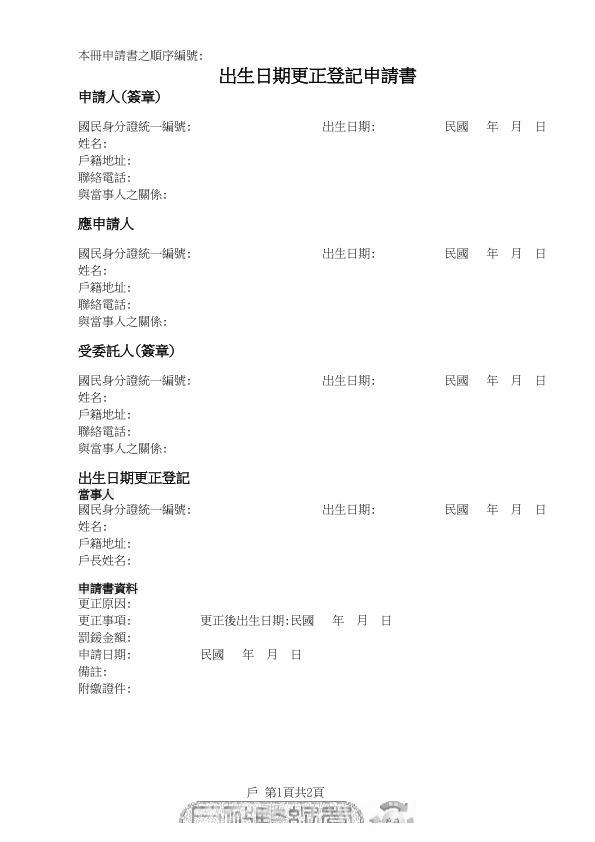 本冊申請書之順序編號:
出生日期更正登記申請書
申請人(簽章)
國民身分證統一編號: 出生日期: 民國 年 月 日
姓名:
戶籍地址:
聯絡電話:
與當事人之關係:
應申請人
國民身分證統一編號: 出生日期: 民國 年 月 日
姓名:
戶籍地址:
聯絡電話:
與當事人之關係:
受委託人(簽章)
國民身分證統一編號: 出生日期: 民國 年 月 日
姓名:
戶籍地址:
聯絡電話:
與當事人之關係:
出生日期更正登記
當事人
國民身分證統一編號: 出生日期: 民國 年 月 日
姓名:
戶籍地址:
戶長姓名:
申請書資料
更正原因:
更正事項: 更正後出生日期:民國 年 月 日
罰鍰金額:
申請日期: 民國 年 月 日
備註:
附繳證件:
戶 第1頁共2頁